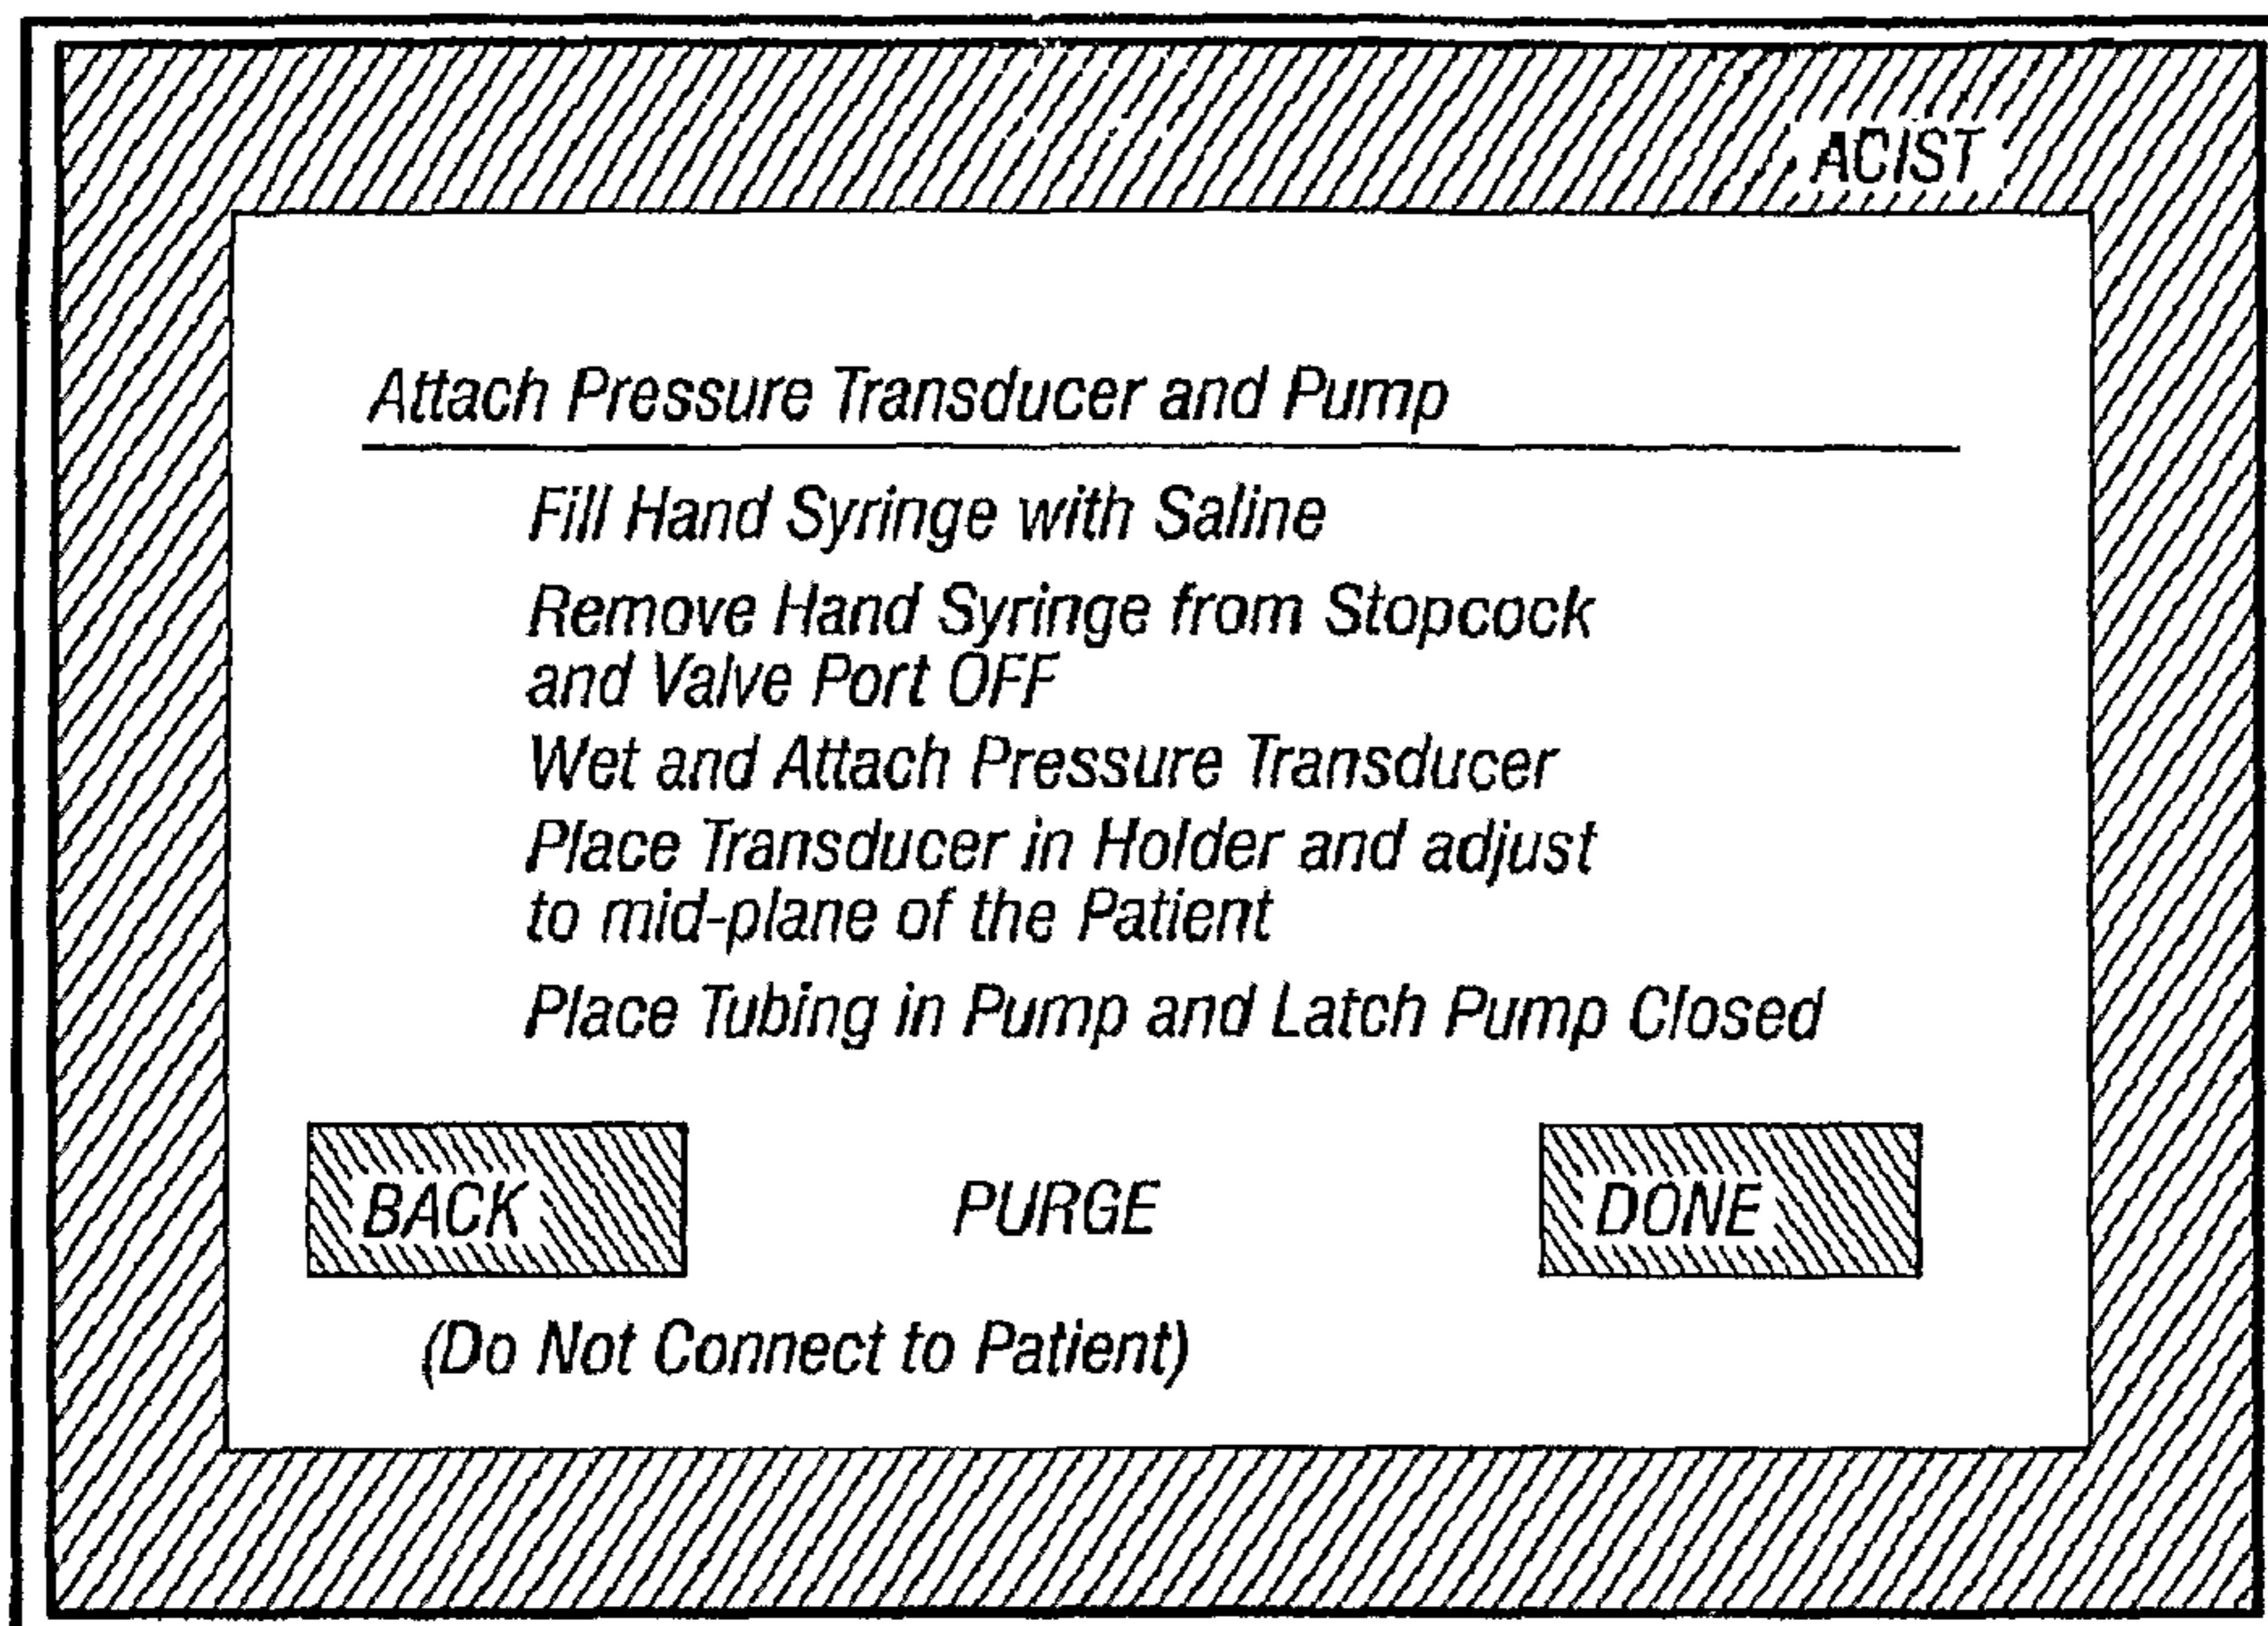 ACIST
Attach Pressure Transducer and Pump
Fill Hand Syringe with Saline
Remove Hand Syringe from Stopcock
and Valve Port OFF
Wet and Attach Pressure Transducer
Place Transducer in Holder and adjust
to mid-plane of the Patient
Place Tubing in Pump and Latch Pump Closed
BACK PURGE DONE
(Do Not Connect to Patient)